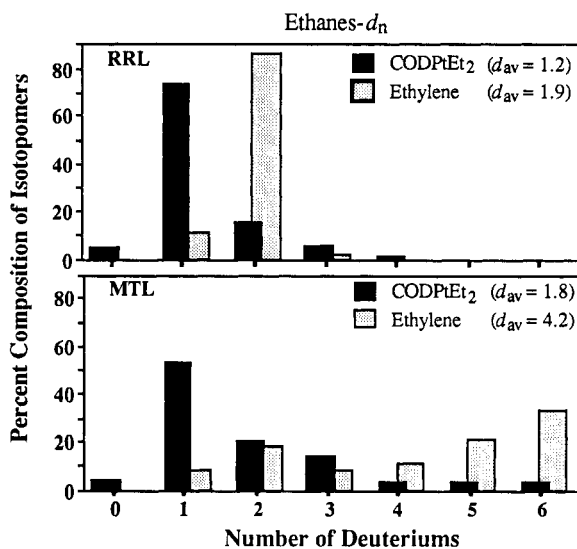 Ethanes-dn
RRL
CODPtEt2 (dav = 1.2)
Ethylene (dav = 1.9)
80
60
40
20
0
MTL
CODPtEt2 (dav = 1.8)
Ethylene (dav = 4.2)
80
60
40
20
0
0 1 2 3 4 5 6
Number of Deuteriums
Percent Composition of Isotopomers